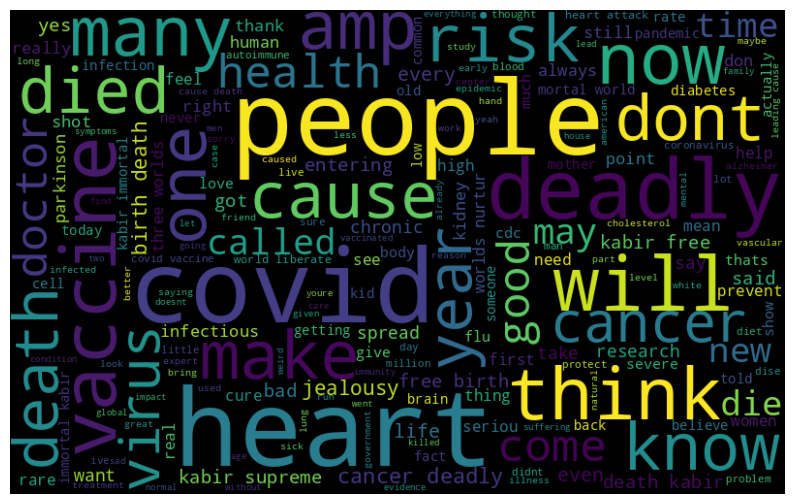 everything
thought
heart attack
rate
maybe
yes
many
thank
amp
common
risk
still
pandemic
really
human
study
lead
now
time
infection
autoimmune
early
blood
don
family
long
feel
health
every
always
center
actually
died
cause death
old
epidemic
hand
much
mortal world
leading cause
shot
right
people
dont
diabetes
symptoms
never
men
sorry
yeah
american
coronavirus
less
work
house
doctor
vaccine
parkinson
birth death
case
one
caused
live
entering
low
high
mother
point
help
alzheimer
kabir immortal
three worlds
love
cause
already
kidney
deadly
mental
lot
find
let
got
friend
chronic
cdc
mean
cholesterol
today
going
sure
vaccinated
called
year
worlds nurtur
man
may
kabir free
vascular
two
covid vaccine
see
body
reason
someone
good
need
part
say
thats
cell
world liberate
infected
better
saying
doesnt
covid
youre
kid
care
given
will
level
white
said
prevent
death
virus
infectious
getting
spread
flu
cancer
diet
show
condition
look
little
expert
weird
make
give
day
million
immunity
first
take
research
severe
new
told
dise
immortal kabir
bring
cure
bad
jealousy
free birth
thing
think
protect
natural
die
global
impact
used
real
heart
run
went
brain
women
great
lung
life
seriou
come
back
believe
know
rare
ivesad
want
sick
government
killed
fact
even
suffering
didnt
illness
treatment
normal
age
without
kabir supreme
evidence
cancer deadly
death kabir
problem